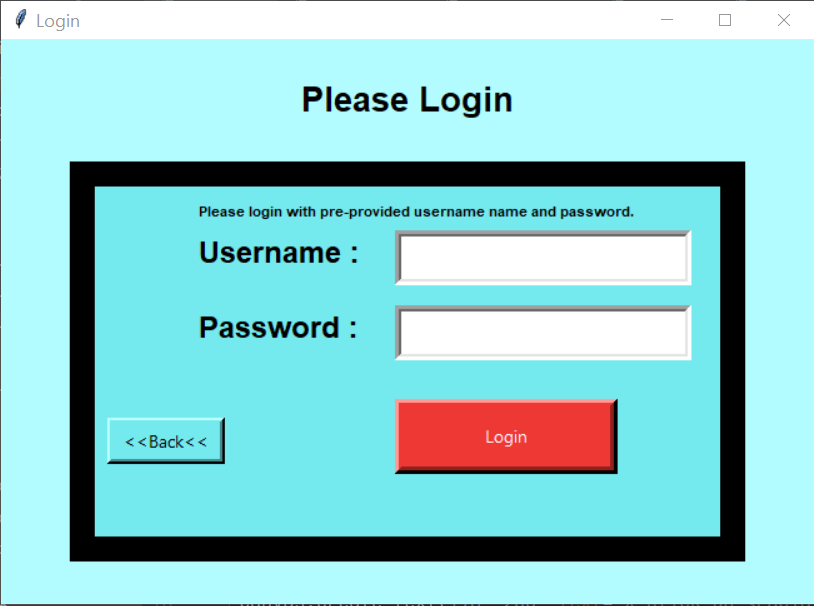 Login
Please Login
Please login with pre-provided username name and password.
Username :
Password :
<<Back<<
Login